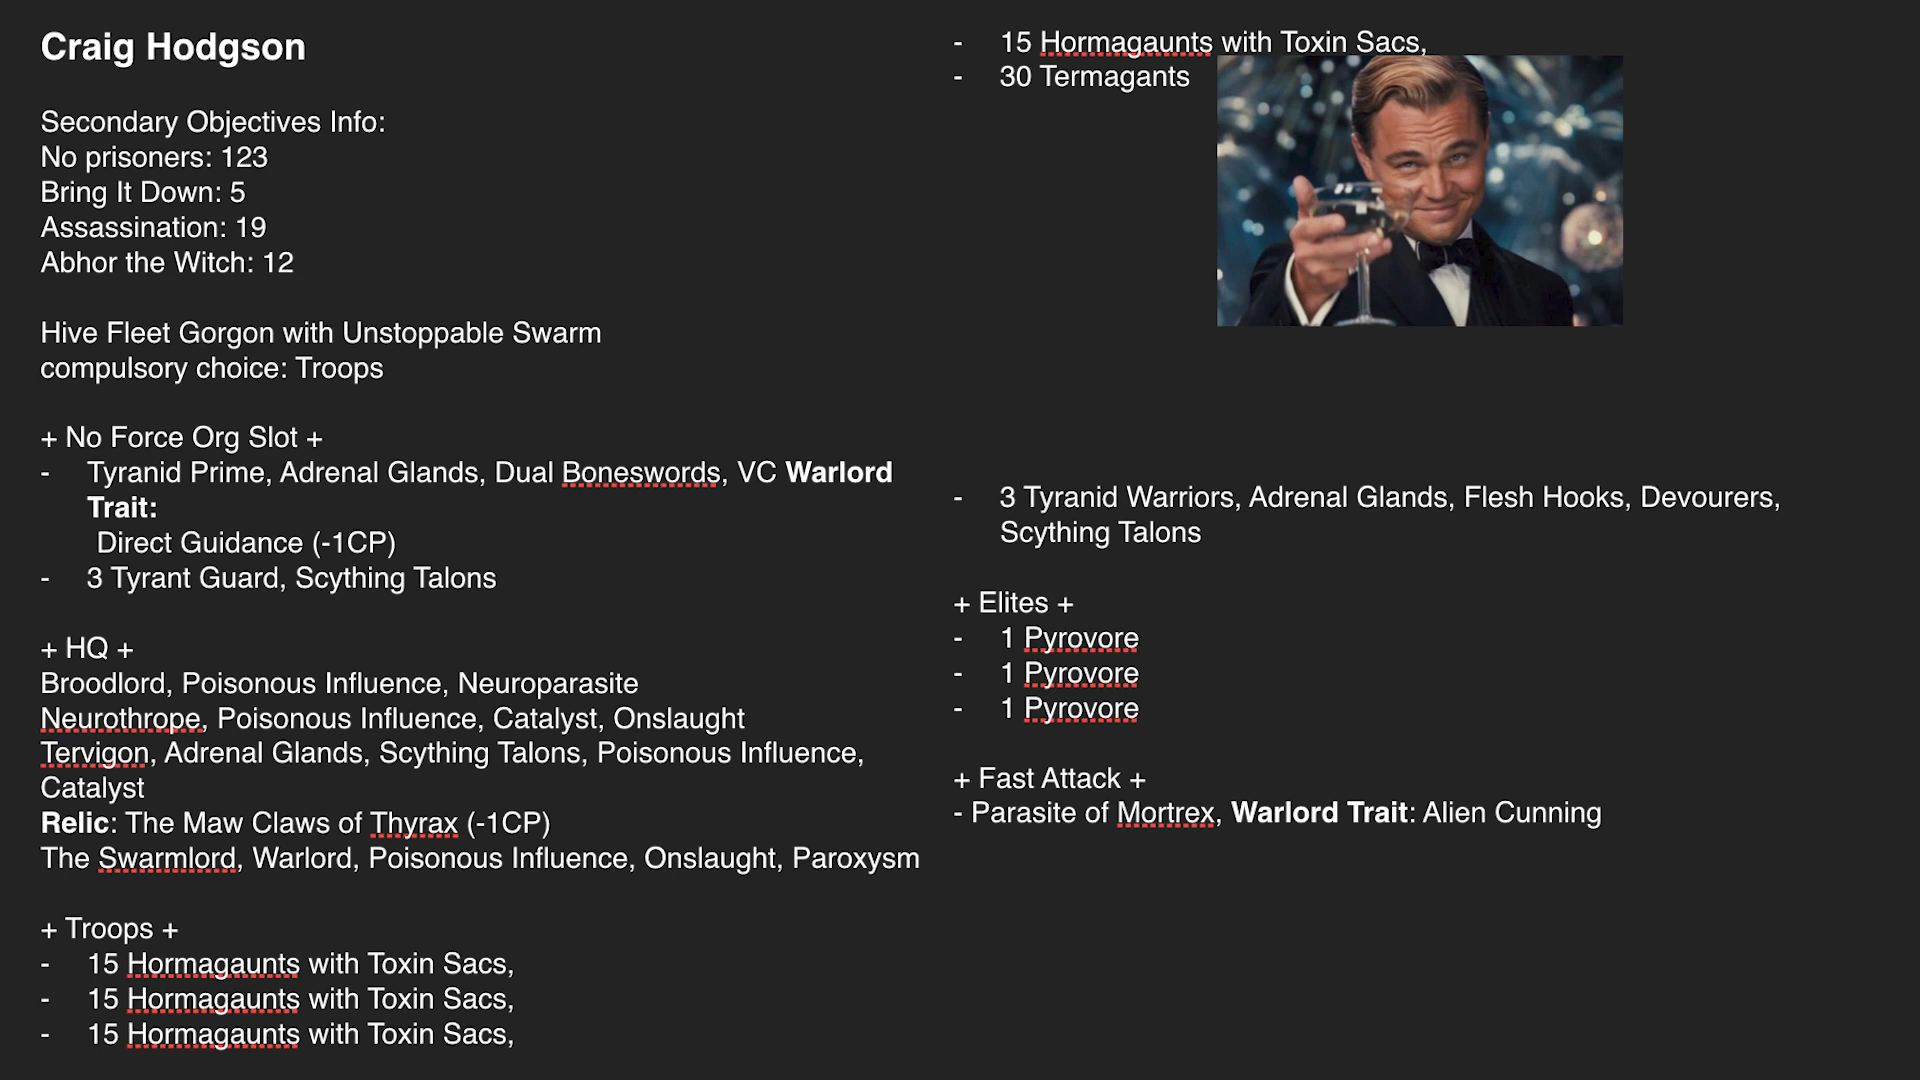 Craig Hodgson
Secondary Objectives Info:
No prisoners: 123
Bring It Down: 5
Assassination: 19
Abhor the Witch: 12
Hive Fleet Gorgon with Unstoppable Swarm
compulsory choice: Troops
+ No Force Org Slot +
- Tyranid Prime, Adrenal Glands, Dual Boneswords, VC Warlord
Trait:
Direct Guidance (-1CP)
- 3 Tyrant Guard, Scything Talons
+ HQ +
Broodlord, Poisonous Influence, Neuroparasite
Neurothrope, Poisonous Influence, Catalyst, Onslaught
Tervigon, Adrenal Glands, Scything Talons, Poisonous Influence,
Catalyst
Relic: The Maw Claws of Thyrax (-1CP)
The Swarmlord, Warlord, Poisonous Influence, Onslaught, Paroxysm
+ Troops +
- 15 Hormagaunts with Toxin Sacs,
- 15 Hormagaunts with Toxin Sacs,
- 15 Hormagaunts with Toxin Sacs,
- 15 Hormagaunts with Toxin Sacs,
- 30 Termagants
- 3 Tyranid Warriors, Adrenal Glands, Flesh Hooks, Devourers,
Scything Talons
+ Elites +
- 1 Pyrovore
- 1 Pyrovore
- 1 Pyrovore
+ Fast Attack +
- Parasite of Mortrex, Warlord Trait: Alien Cunning